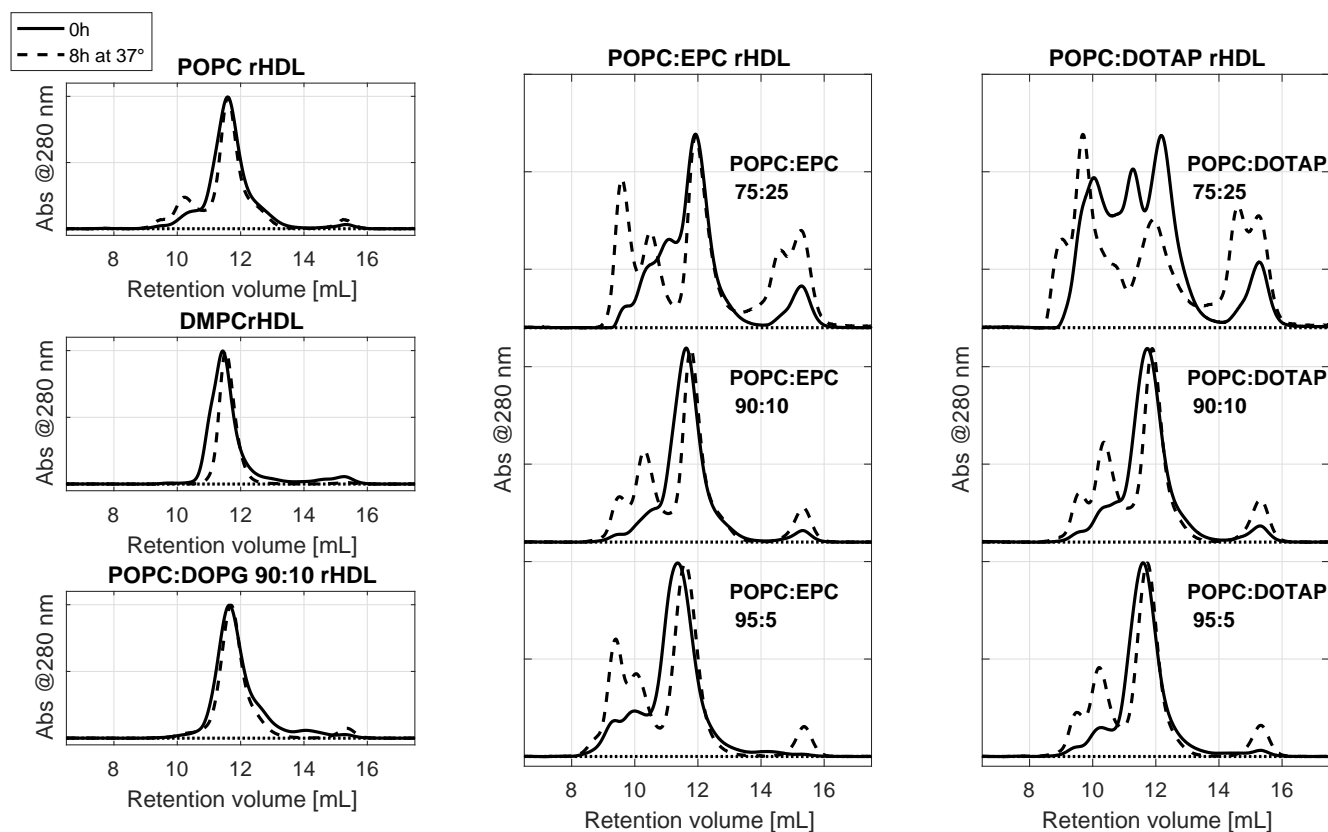 0h
8h at 37°
POPC rHDL
Abs @280 nm
8 10 12 14 16
Retention volume [mL]
DMPCrHDL
Abs @280 nm
8 10 12 14 16
Retention volume [mL]
POPC:DOPG 90:10 rHDL
Abs @280 nm
8 10 12 14 16
Retention volume [mL]
POPC:EPC rHDL
POPC:EPC
75:25
POPC:EPC
90:10
POPC:EPC
95:5
Abs @280 nm
8 10 12 14 16
Retention volume [mL]
POPC:DOTAP rHDL
POPC:DOTAP
75:25
POPC:DOTAP
90:10
POPC:DOTAP
95:5
Abs @280 nm
8 10 12 14 16
Retention volume [mL]